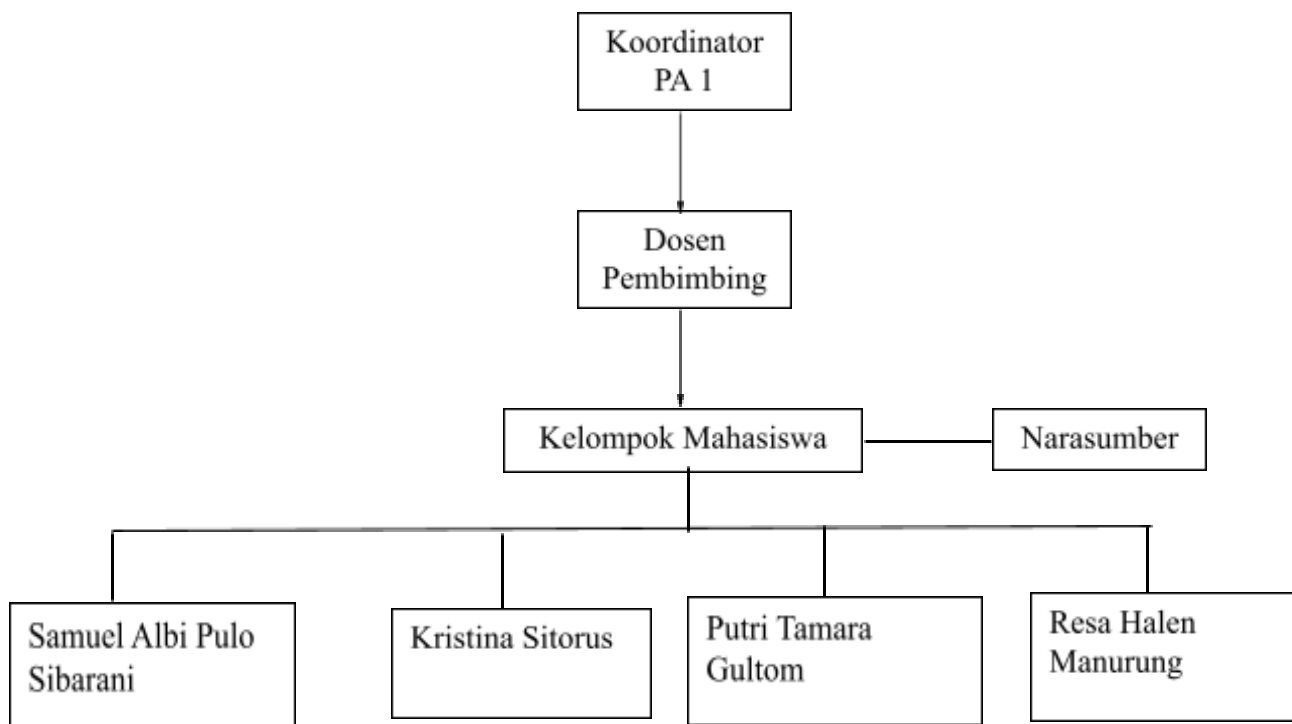 Koordinator
PA 1
Dosen
Pembimbing
Kelompok Mahasiswa
Narasumber
Samuel Albi Pulo
Sibarani
Kristina Sitorus
Putri Tamara
Gultom
Resa Halen
Manurung